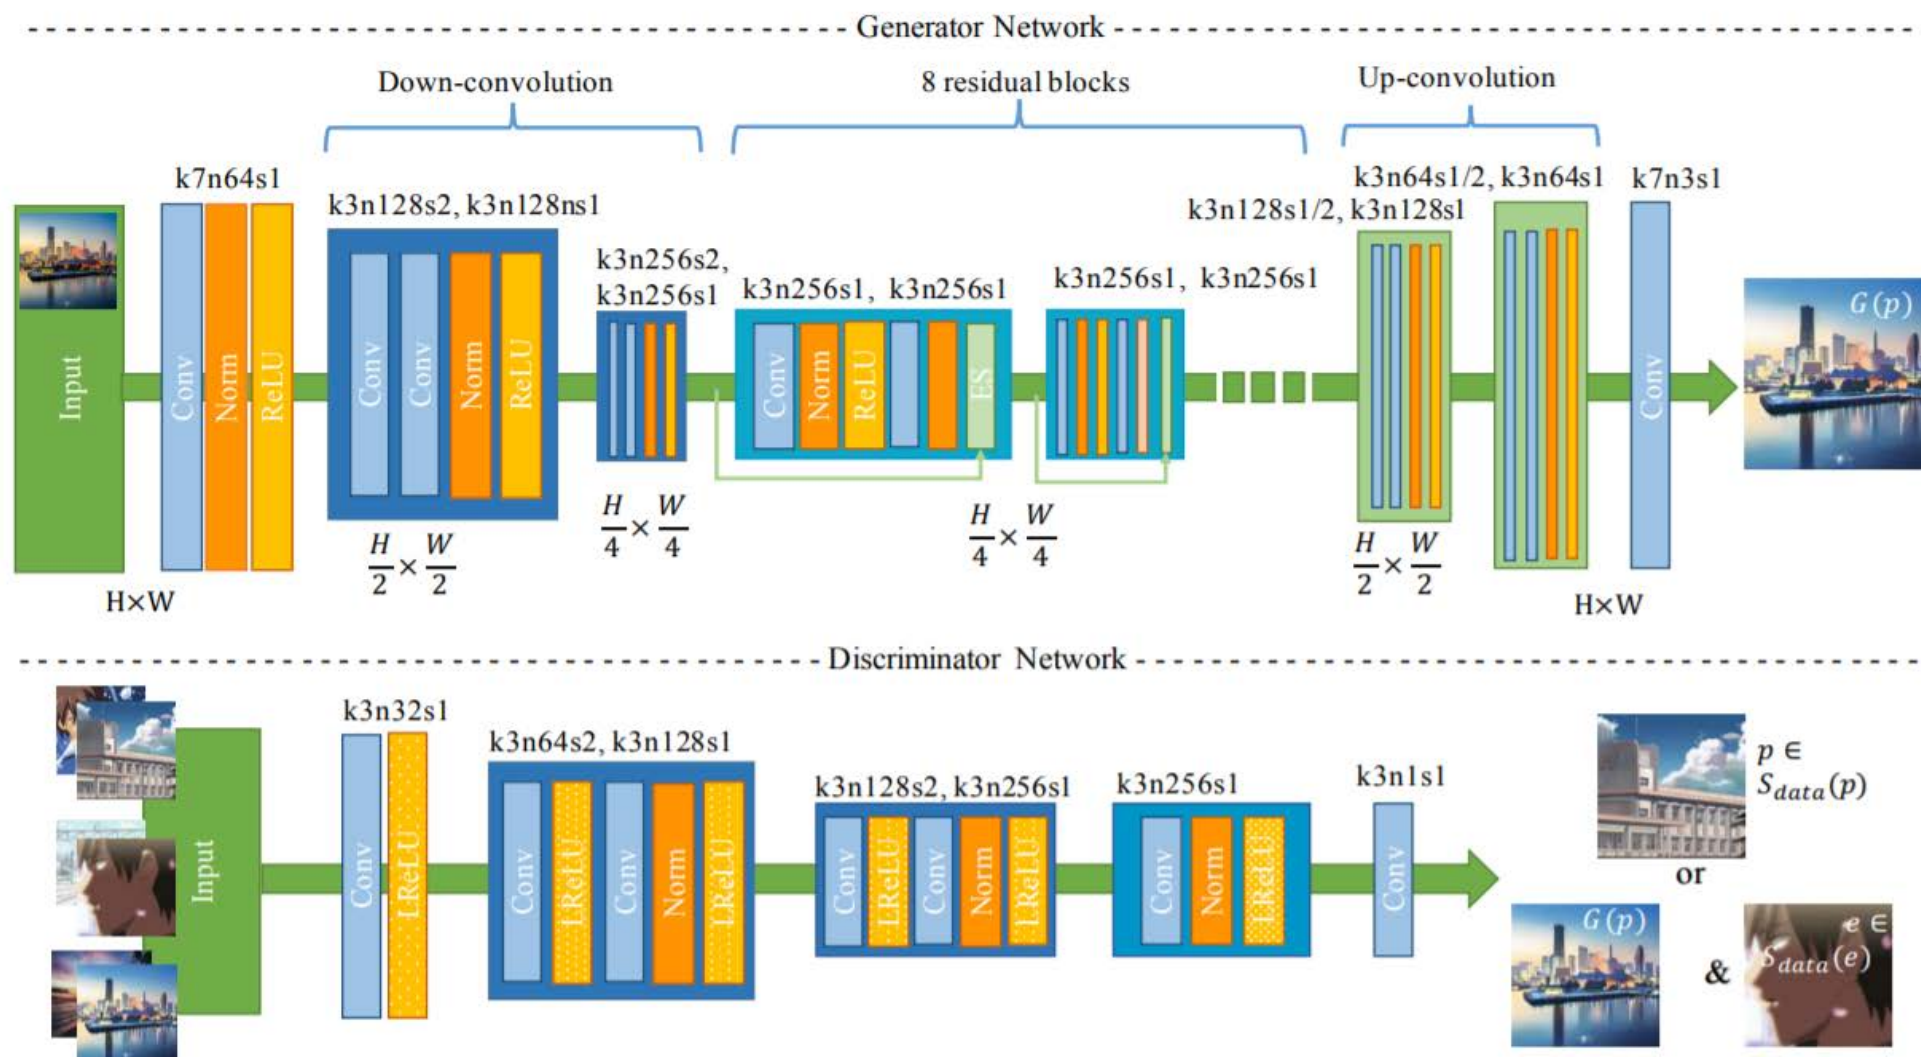 Generator Network
Down-convolution
8 residual blocks
Up-convolution
k7n64s1
k3n128s2, k3n128ns1
k3n256s2,
k3n256s1
k3n256s1, k3n256s1
k3n256s1, k3n256s1
k3n128s1/2, k3n128s1
k3n64s1/2, k3n64s1
k7n3s1
Input
Conv
Norm
ReLU
Conv
Conv
Norm
ReLU
Conv
Norm
ReLU
ES
Conv
G(p)
H×W
H/2 × W/2
H/4 × W/4
H/4 × W/4
H/2 × W/2
H×W
Discriminator Network
k3n32s1
k3n64s2, k3n128s1
k3n128s2, k3n256s1
k3n256s1
k3n1s1
Input
Conv
LReLU
Conv
LReLU
Conv
Norm
LReLU
Conv
LReLU
Conv
Norm
LReLU
Conv
Norm
LReLU
Conv
p ∈
S_data(p)
or
G(p)
&
e ∈
S_data(e)